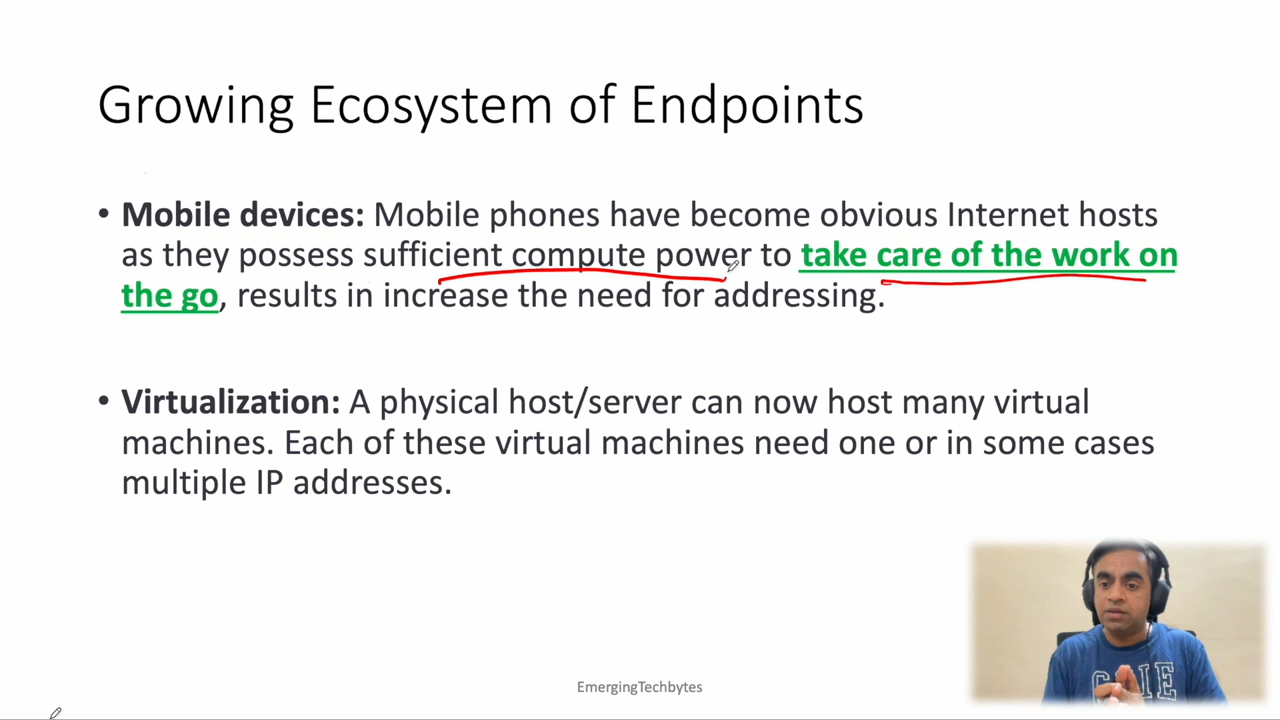 Growing Ecosystem of Endpoints
• Mobile devices: Mobile phones have become obvious Internet hosts
as they possess sufficient compute power to take care of the work on
the go, results in increase the need for addressing.
• Virtualization: A physical host/server can now host many virtual
machines. Each of these virtual machines need one or in some cases
multiple IP addresses.
EmergingTechbytes